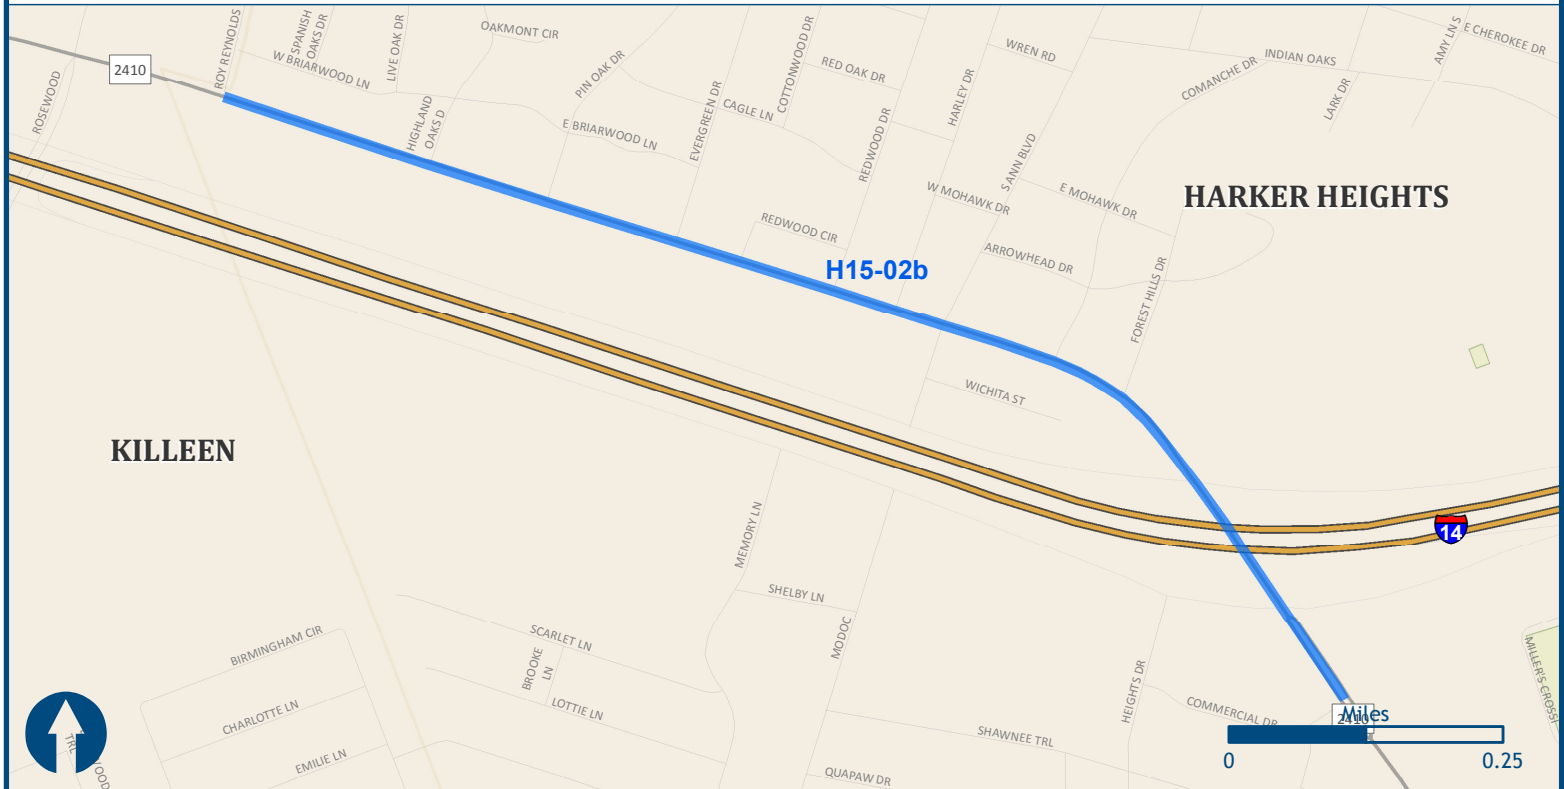 2410
ROSEWOOD
ROY REYNOLDS
SPANISH
OAKS DR
LIVE OAK DR
W BRIARWOOD LN
OAKMONT CIR
HIGHLAND
OAKS D
PIN OAK DR
E BRIARWOOD LN
EVERGREEN DR
CAGLE LN
COTTONWOOD DR
RED OAK DR
REDWOOD DR
HARLEY DR
WREN RD
S ANN BLVD
W MOHAWK DR
E MOHAWK DR
REDWOOD CIR
ARROWHEAD DR
FOREST HILLS DR
COMANCHE DR
INDIAN OAKS
LARK DR
AMY LN S
E CHEROKEE DR
HARKER HEIGHTS
H15-02b
WICHITA ST
KILLEEN
14
MEMORY LN
SHELBY LN
MODOC
SCARLET LN
BROOKE
LN
LOTTIE LN
BIRMINGHAM CIR
CHARLOTTE LN
EMILIE LN
TRL
WOOD
HEIGHTS DR
COMMERCIAL DR
SHAWNEE TRL
QUAPAW DR
MILLER'S CROSSI
2410
Miles
0 0.25